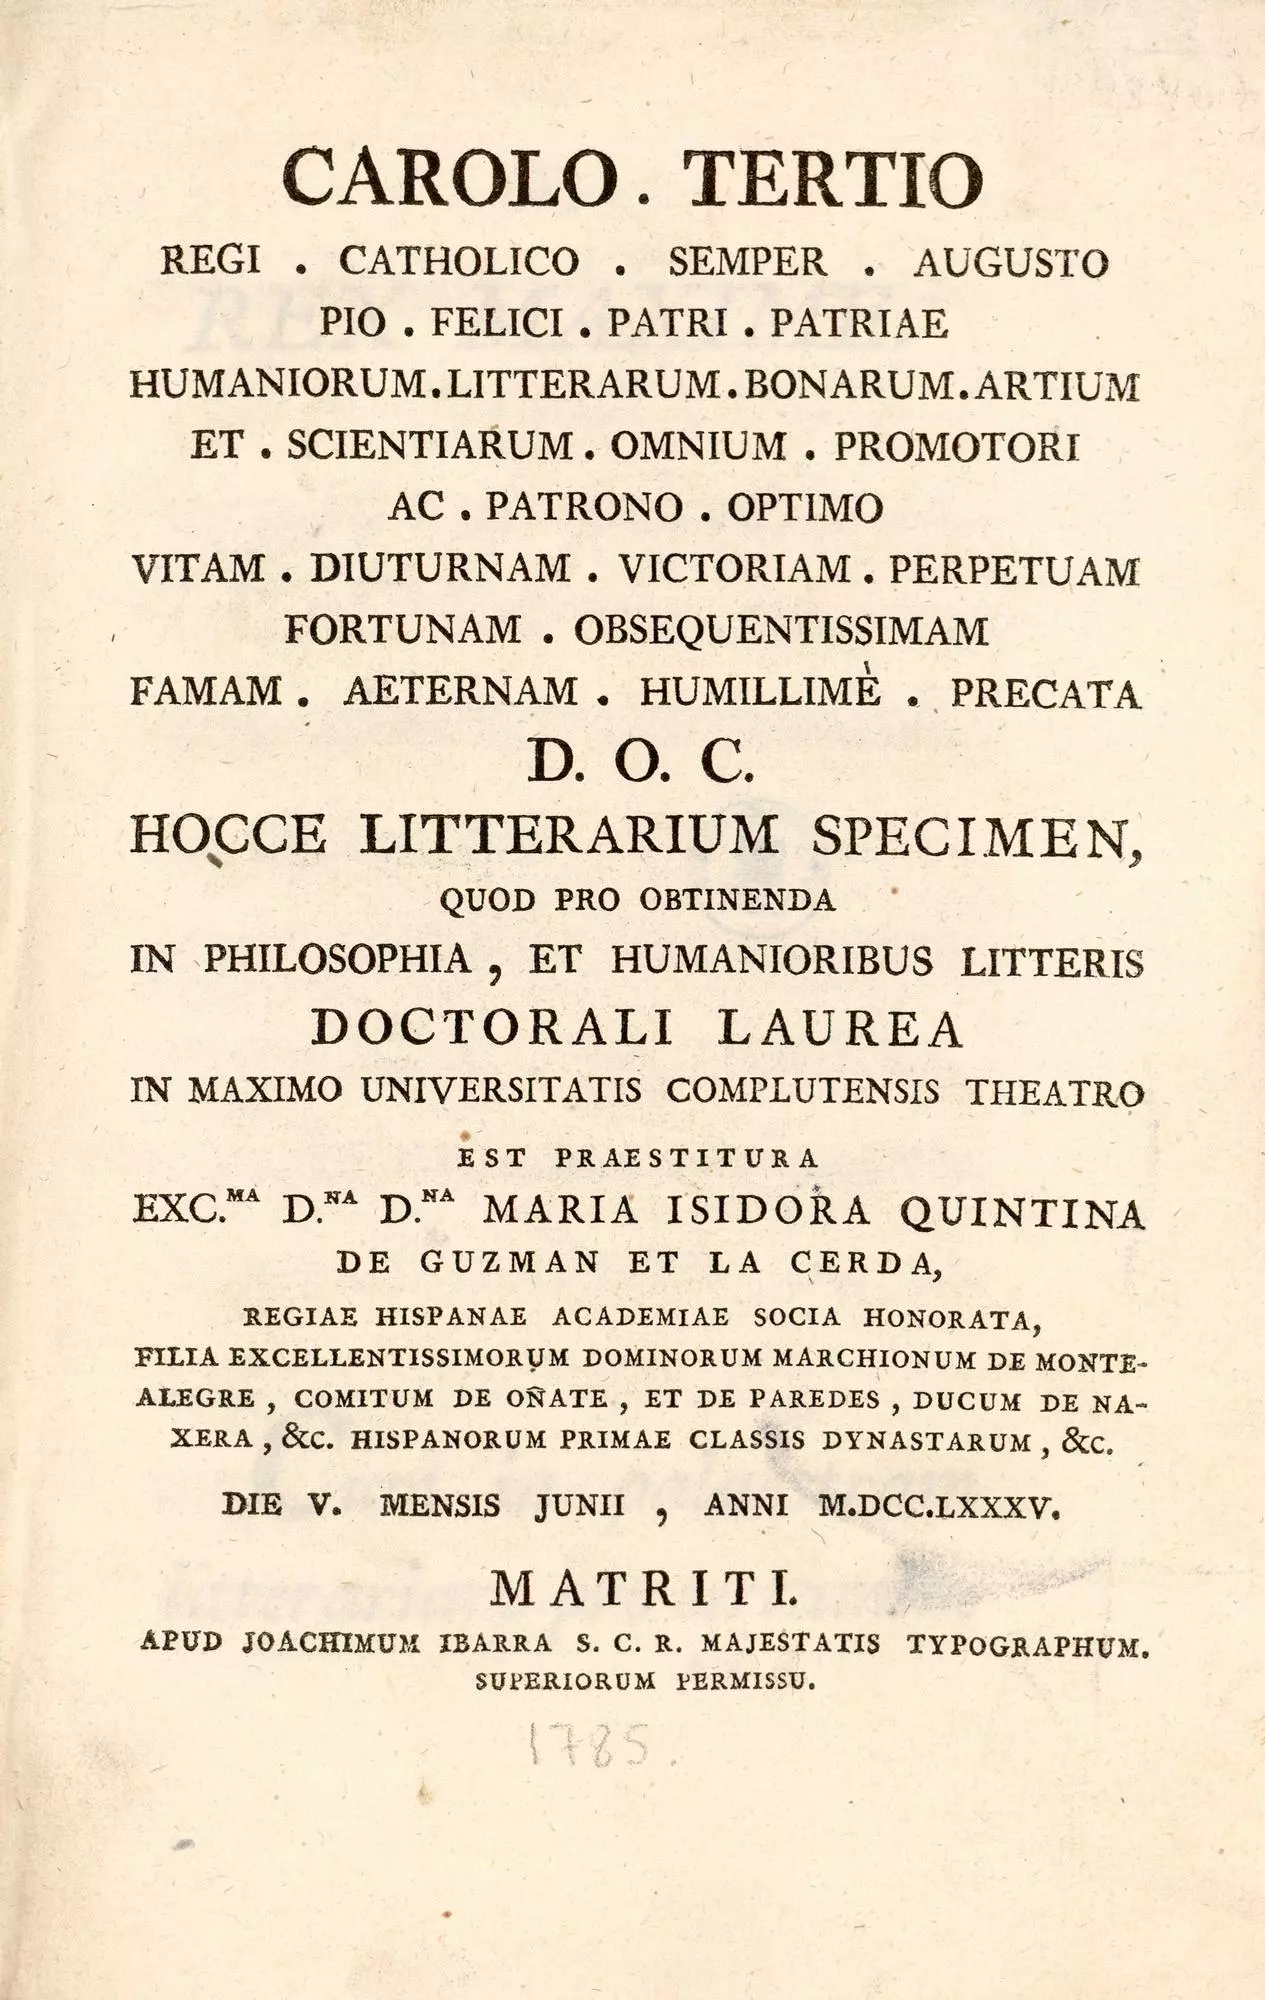 CAROLO . TERTIO
REGI . CATHOLICO . SEMPER . AUGUSTO
PIO . FELICI . PATRI . PATRIAE
HUMANIORUM . LITTERARUM . BONARUM . ARTIUM
ET . SCIENTIARUM . OMNIUM . PROMOTORI
AC . PATRONO . OPTIMO
VITAM . DIUTURNAM . VICTORIAM . PERPETUAM
FORTUNAM . OBSEQUENTISSIMAM
FAMAM . AETERNAM . HUMILLIMÈ . PRECATA
D. O. C.
HOCCE LITTERARIUM SPECIMEN,
QUOD PRO OBTINENDA
IN PHILOSOPHIA, ET HUMANIORIBUS LITTERIS
DOCTORALI LAUREA
IN MAXIMO UNIVERSITATIS COMPLUTENSIS THEATRO
EST PRAESTITURA
EXC.MA D.NA D.NA MARIA ISIDORA QUINTINA
DE GUZMAN ET LA CERDA,
REGIAE HISPANAE ACADEMIAE SOCIA HONORATA,
FILIA EXCELLENTISSIMORUM DOMINORUM MARCHIONUM DE MONTE-
ALEGRE, COMITUM DE OÑATE, ET DE PAREDES, DUCUM DE NA-
XERA, &c. HISPANORUM PRIMAE CLASSIS DYNASTARUM, &c.
DIE V. MENSIS JUNII, ANNI M.DCC.LXXXV.
MATRITI.
APUD JOACHIMUM IBARRA S. C. R. MAJESTATIS TYPOGRAPHUM.
SUPERIORUM PERMISSU.
1785.